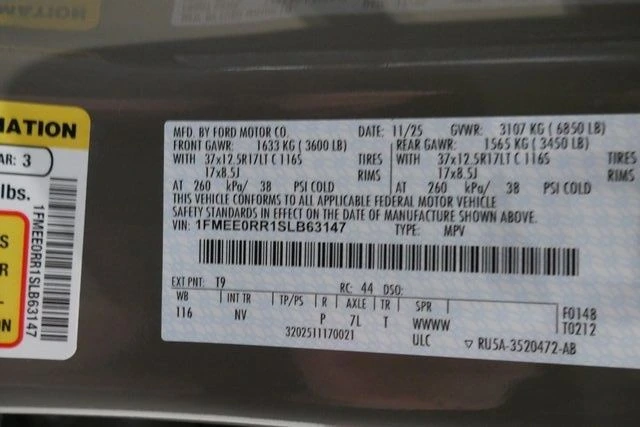 MATION
AR: 3
lbs.
S
R
N
1FMEE0RR1SLB63147
MFD. BY FORD MOTOR CO. DATE: 11/25 GVWR: 3107 KG ( 6850 LB)
FRONT GAWR: 1633 KG ( 3600 LB) REAR GAWR: 1565 KG ( 3450 LB)
WITH 37x12.5R17LT C 116S TIRES WITH 37x12.5R17LT C 116S TIRES
17x8.5J RIMS 17x8.5J RIMS
AT 260 kPa/ 38 PSI COLD AT 260 kPa/ 38 PSI COLD
THIS VEHICLE CONFORMS TO ALL APPLICABLE FEDERAL MOTOR VEHICLE
SAFETY STANDARDS IN EFFECT ON THE DATE OF MANUFACTURE SHOWN ABOVE.
VIN: 1FMEE0RR1SLB63147 TYPE: MPV
EXT PNT: T9 RC: 44 DSO:
WB INT TR TP/PS R AXLE TR SPR F0148
116 NV P 7L T WWWW T0212
3202511170021 ULC ▽ RU5A-3520472-AB